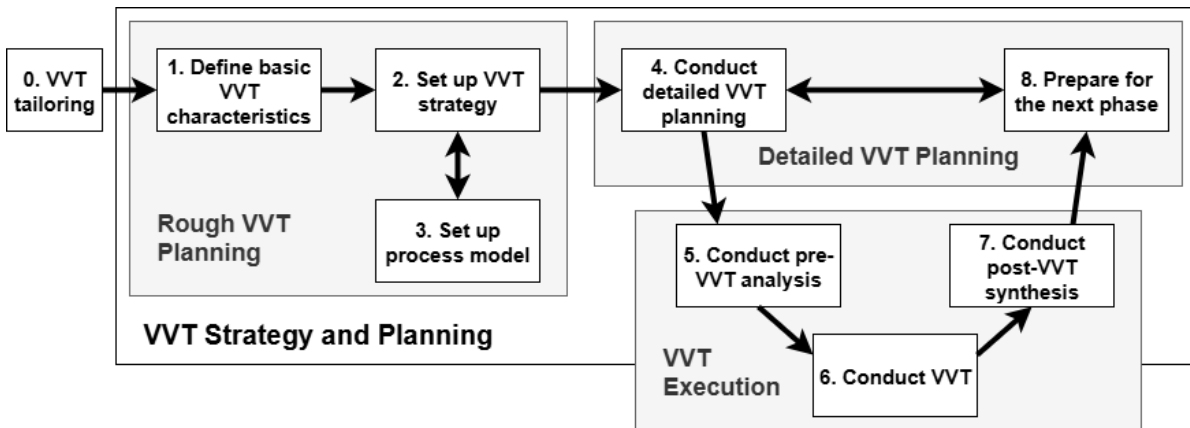 0. VVT
tailoring
1. Define basic
VVT
characteristics
2. Set up VVT
strategy
3. Set up
process model
Rough VVT
Planning
VVT Strategy and Planning
4. Conduct
detailed VVT
planning
8. Prepare for
the next phase
Detailed VVT Planning
5. Conduct pre-
VVT analysis
6. Conduct VVT
7. Conduct
post-VVT
synthesis
VVT
Execution